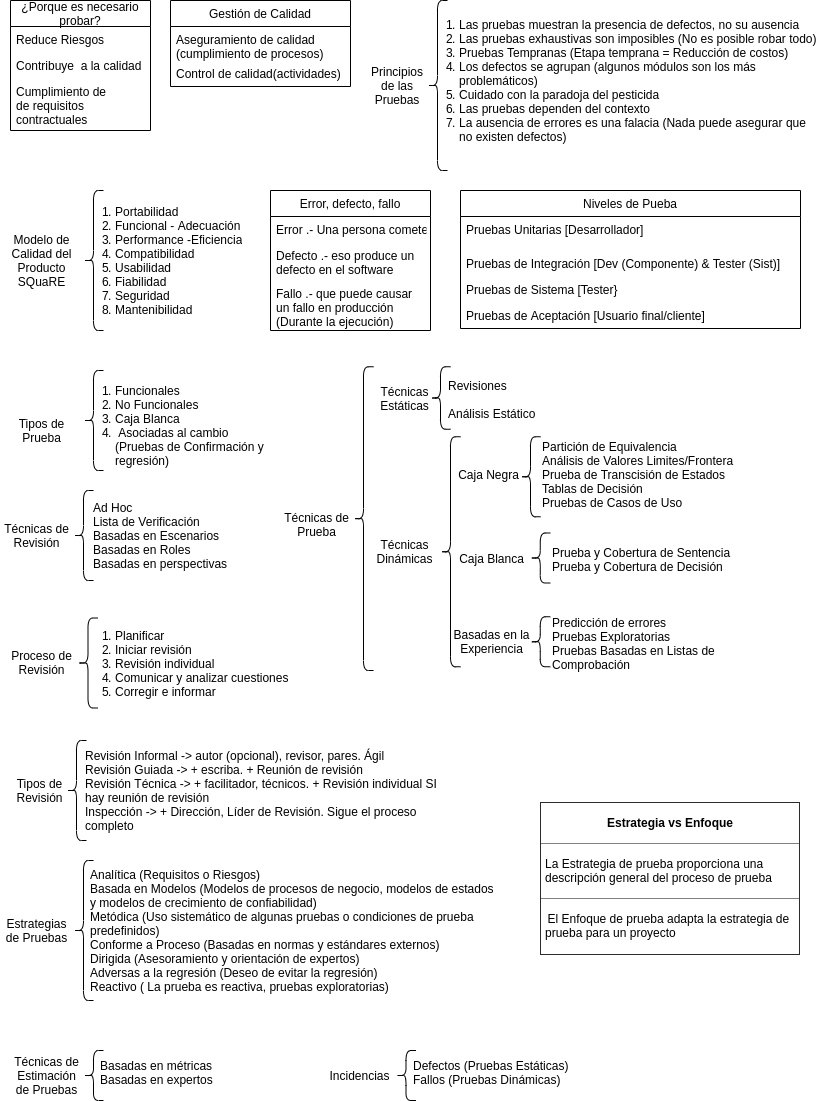 ¿Porque es necesario
probar?
Reduce Riesgos
Contribuye  a la calidad
Cumplimiento de
de requisitos
contractuales
Gestión de Calidad
Aseguramiento de calidad
(cumplimiento de procesos)
Control de calidad(actividades)
Principios
de las
Pruebas
1. Las pruebas muestran la presencia de defectos, no su ausencia
2. Las pruebas exhaustivas son imposibles (No es posible robar todo)
3. Pruebas Tempranas (Etapa temprana = Reducción de costos)
4. Los defectos se agrupan (algunos módulos son los más
problemáticos)
5. Cuidado con la paradoja del pesticida
6. Las pruebas dependen del contexto
7. La ausencia de errores es una falacia (Nada puede asegurar que
no existen defectos)
Modelo de
Calidad del
Producto
SQuaRE
1. Portabilidad
2. Funcional - Adecuación
3. Performance -Eficiencia
4. Compatibilidad
5. Usabilidad
6. Fiabilidad
7. Seguridad
8. Mantenibilidad
Error, defecto, fallo
Error .- Una persona comete
Defecto .- eso produce un
defecto en el software
Fallo .- que puede causar
un fallo en producción
(Durante la ejecución)
Niveles de Pueba
Pruebas Unitarias [Desarrollador]
Pruebas de Integración [Dev (Componente) & Tester (Sist)]
Pruebas de Sistema [Tester}
Pruebas de Aceptación [Usuario final/cliente]
Tipos de
Prueba
1. Funcionales
2. No Funcionales
3. Caja Blanca
4.  Asociadas al cambio
(Pruebas de Confirmación y
regresión)
Técnicas de
Revisión
Ad Hoc
Lista de Verificación
Basadas en Escenarios
Basadas en Roles
Basadas en perspectivas
Proceso de
Revisión
1. Planificar
2. Iniciar revisión
3. Revisión individual
4. Comunicar y analizar cuestiones
5. Corregir e informar
Técnicas de
Prueba
Técnicas
Estáticas
Revisiones
Análisis Estático
Técnicas
Dinámicas
Caja Negra
Partición de Equivalencia
Análisis de Valores Limites/Frontera
Prueba de Transcisión de Estados
Tablas de Decisión
Pruebas de Casos de Uso
Caja Blanca
Prueba y Cobertura de Sentencia
Prueba y Cobertura de Decisión
Basadas en la
Experiencia
Predicción de errores
Pruebas Exploratorias
Pruebas Basadas en Listas de
Comprobación
Tipos de
Revisión
Revisión Informal -> autor (opcional), revisor, pares. Ágil
Revisión Guiada -> + escriba. + Reunión de revisión
Revisión Técnica -> + facilitador, técnicos. + Revisión individual SI
hay reunión de revisión
Inspección -> + Dirección, Líder de Revisión. Sigue el proceso
completo
Estrategia vs Enfoque
La Estrategia de prueba proporciona una
descripción general del proceso de prueba
El Enfoque de prueba adapta la estrategia de
prueba para un proyecto
Estrategias
de Pruebas
Analítica (Requisitos o Riesgos)
Basada en Modelos (Modelos de procesos de negocio, modelos de estados
y modelos de crecimiento de confiabilidad)
Metódica (Uso sistemático de algunas pruebas o condiciones de prueba
predefinidos)
Conforme a Proceso (Basadas en normas y estándares externos)
Dirigida (Asesoramiento y orientación de expertos)
Adversas a la regresión (Deseo de evitar la regresión)
Reactivo ( La prueba es reactiva, pruebas exploratorias)
Técnicas de
Estimación
de Pruebas
Basadas en métricas
Basadas en expertos
Incidencias
Defectos (Pruebas Estáticas)
Fallos (Pruebas Dinámicas)